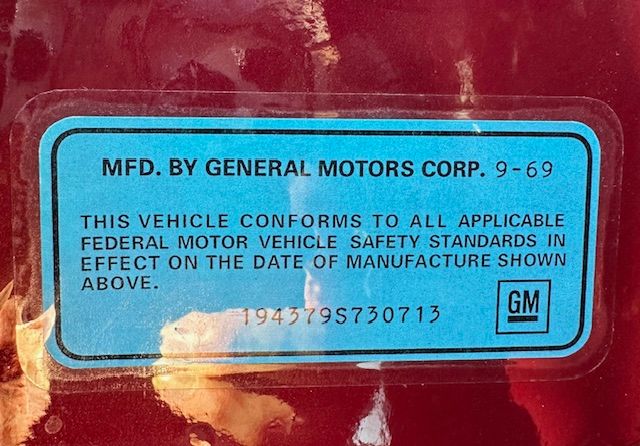 MFD. BY GENERAL MOTORS CORP. 9-69
THIS VEHICLE CONFORMS TO ALL APPLICABLE
FEDERAL MOTOR VEHICLE SAFETY STANDARDS IN
EFFECT ON THE DATE OF MANUFACTURE SHOWN
ABOVE.
194379S730713
GM